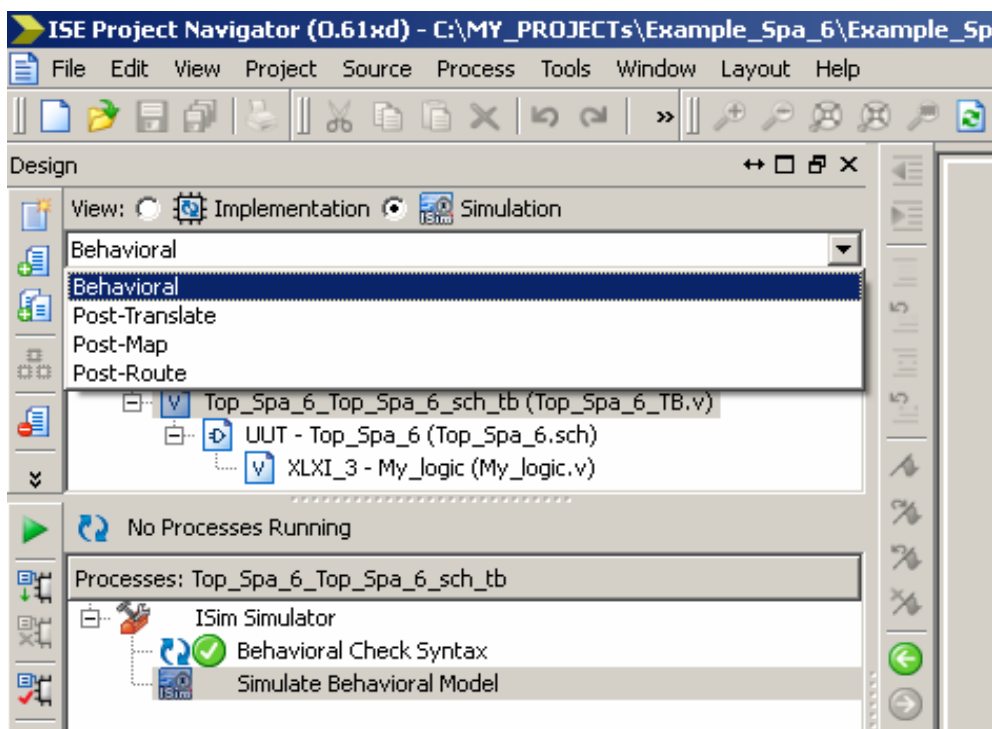 ISE Project Navigator (0.61xd) - C:\MY_PROJECTs\Example_Spa_6\Example_Sp
File Edit View Project Source Process Tools Window Layout Help
Design
View: Implementation ISim Simulation
Behavioral
Behavioral
Post-Translate
Post-Map
Post-Route
Top_Spa_6_Top_Spa_6_sch_tb (Top_Spa_6_TB.v)
UUT - Top_Spa_6 (Top_Spa_6.sch)
XLXI_3 - My_logic (My_logic.v)
No Processes Running
Processes: Top_Spa_6_Top_Spa_6_sch_tb
ISim Simulator
Behavioral Check Syntax
ISim Simulate Behavioral Model